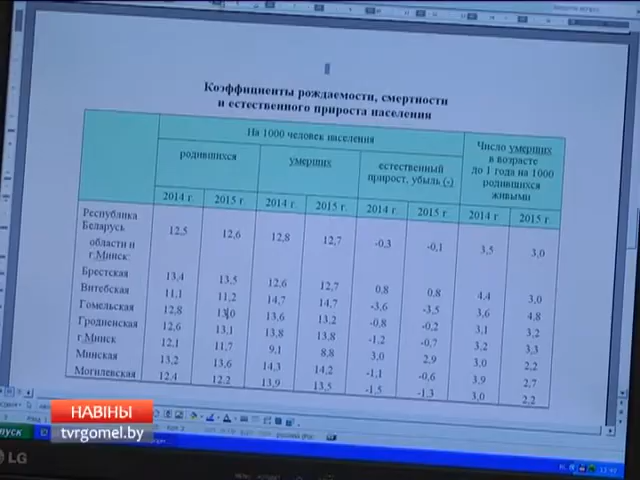 Коэффициенты рождаемости, смертности
и естественного прироста населения
На 1000 человек населения
Число умерших
в возрасте
до 1 года на 1000
родившихся
живыми
родившихся
умерших
естественный
прирост, убыль (-)
2014 г. 2015 г. 2014 г. 2015 г. 2014 г. 2015 г. 2014 г. 2015 г.
Республика
Беларусь 12,5 12,6 12,8 12,7 -0,3 -0,1 3,5 3,0
области и
г.Минск:
Брестская 13,4 13,5 12,6 12,7 0,8 0,8 4,4 3,0
Витебская 11,1 11,2 14,7 14,7 -3,6 -3,5 3,6 4,8
Гомельская 12,8 13,0 13,6 13,2 -0,8 -0,2 3,1 3,2
Гродненская 12,6 13,1 13,8 13,8 -1,2 -0,7 3,2 3,3
г.Минск 12,1 11,7 9,1 8,8 3,0 2,9 3,0 2,2
Минская 13,2 13,6 14,3 14,2 -1,1 -0,6 3,9 2,7
Могилевская 12,4 12,2 13,9 13,5 -1,5 -1,3 3,0 2,2
НАВІНЫ
tvrgomel.by
LG